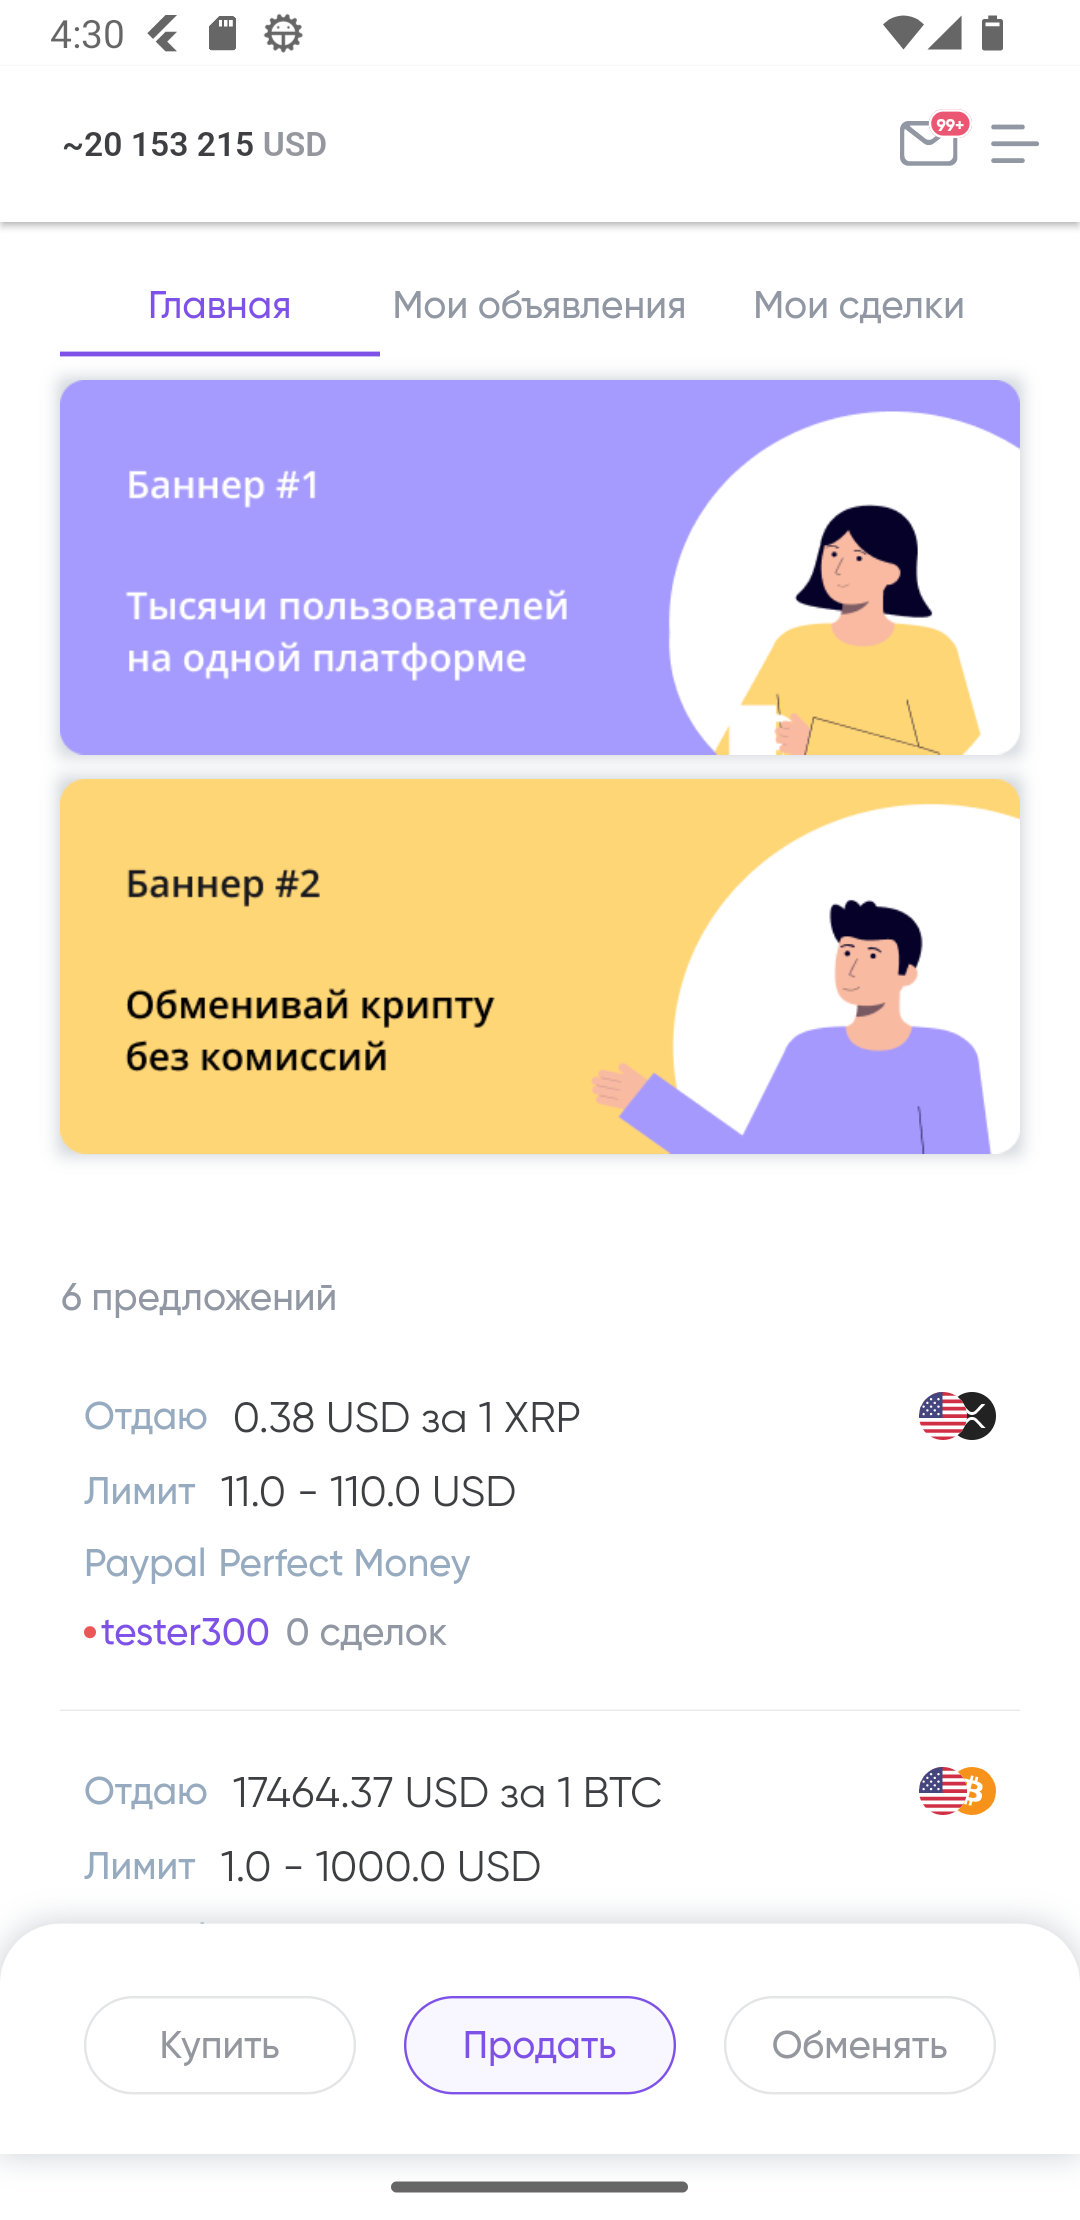 4:30
~20 153 215 USD
99+
Главная Мои объявления Мои сделки
Баннер #1
Тысячи пользователей
на одной платформе
Баннер #2
Обменивай крипту
без комиссий
6 предложений
Отдаю 0.38 USD за 1 XRP
Лимит 11.0 - 110.0 USD
Paypal Perfect Money
tester300 0 сделок
Отдаю 17464.37 USD за 1 BTC
Лимит 1.0 - 1000.0 USD
Купить Продать Обменять